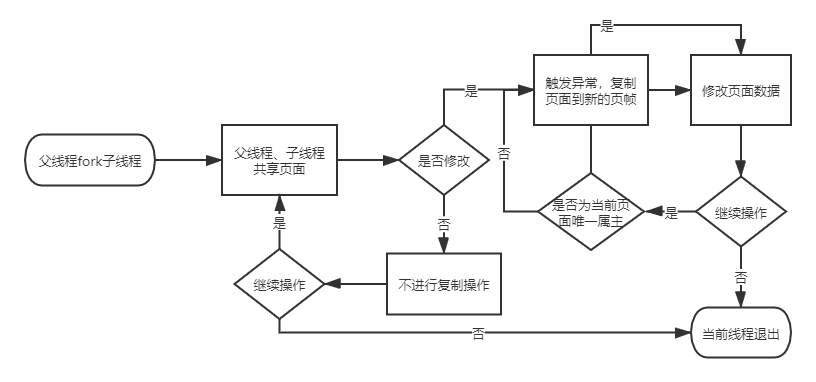 父线程fork子线程
父线程、子线程
共享页面
是否修改
是
否
不进行复制操作
继续操作
是
否
触发异常，复制
页面到新的页帧
是
修改页面数据
继续操作
是
是否为当前页
面唯一属主
否
否
当前线程退出